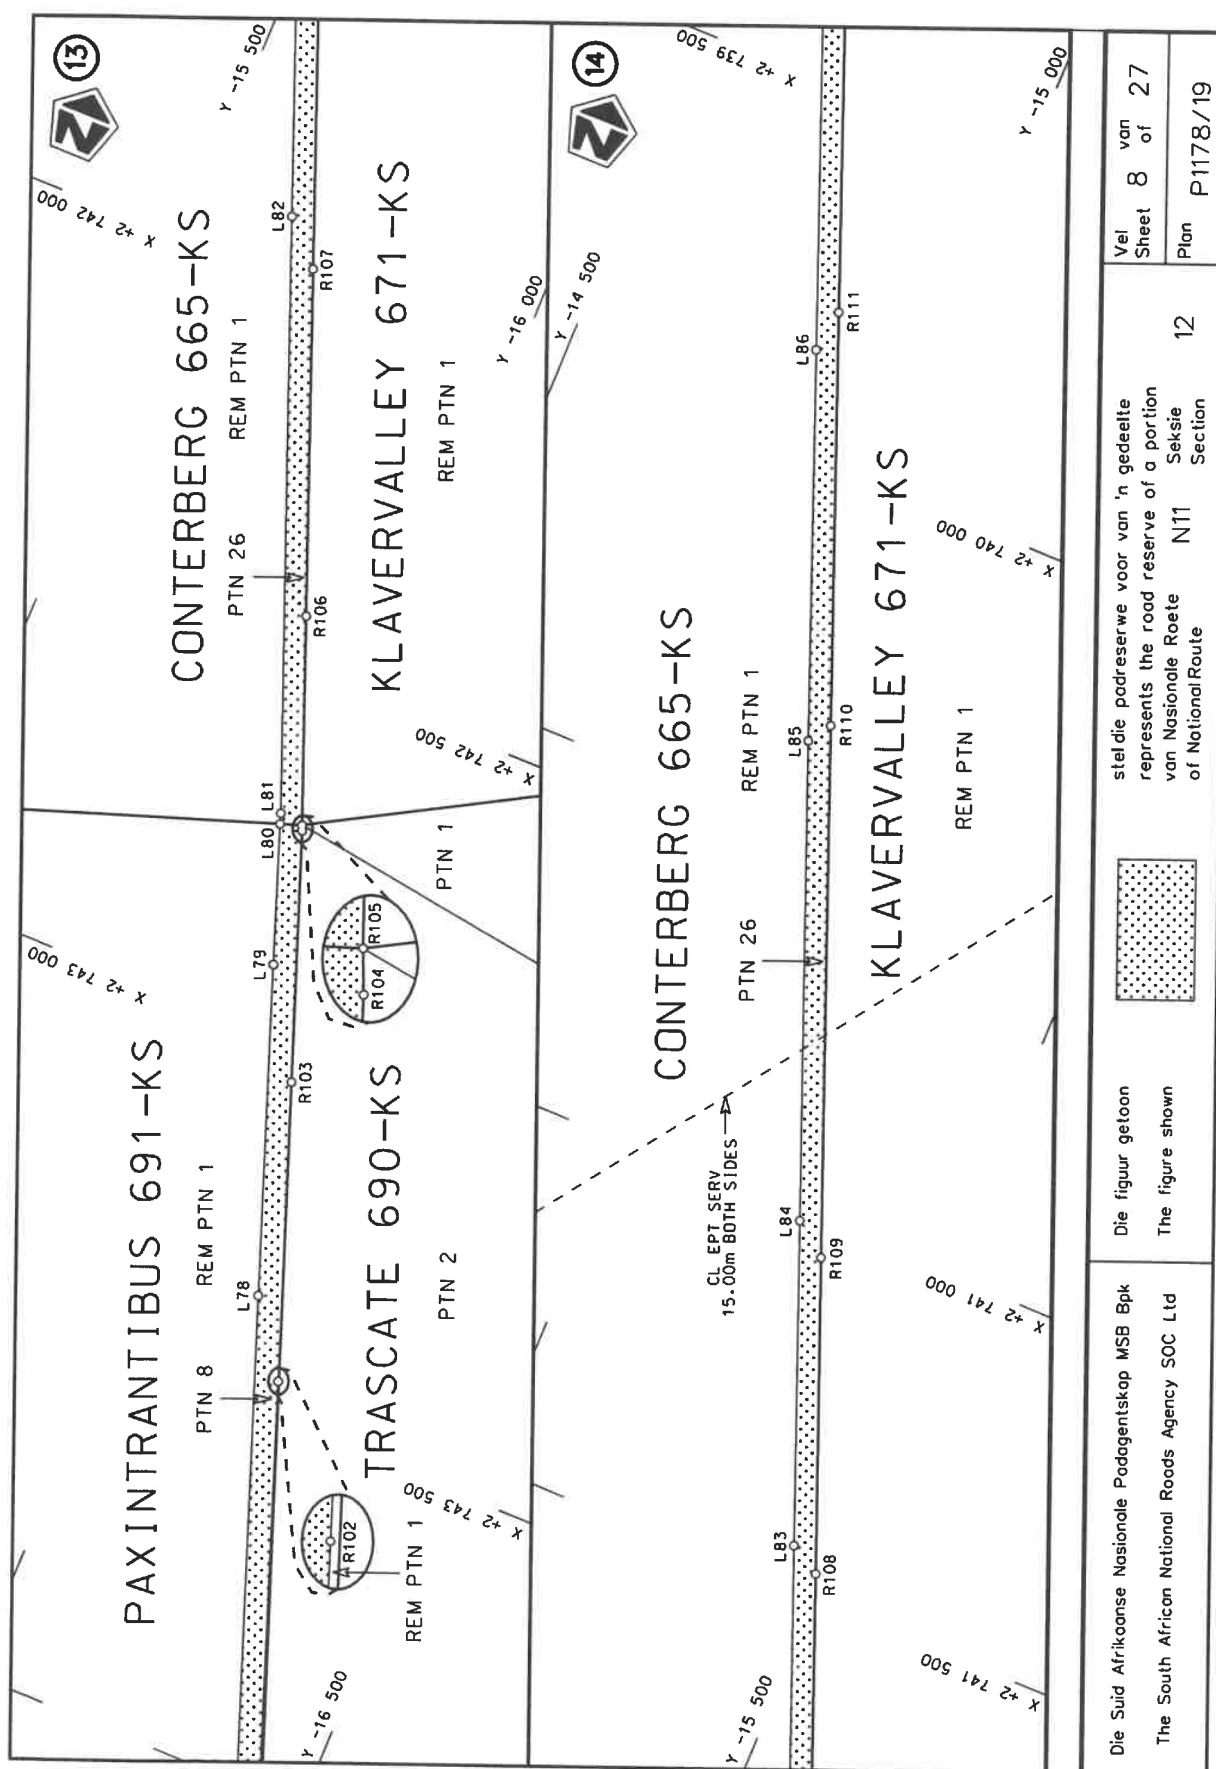 13
N
Y -15 500
X +2 742 000
CONTERBERG 665-KS
REM PTN 1
PTN 26
L82
R107
R106
KLAVERVALLEY 671-KS
REM PTN 1
Y -16 000
X +2 742 500
L81
L80
L79
X +2 743 000
PTN 1
R105
R104
R103
PAXINTRANTIBUS 691-KS
REM PTN 1
PTN 8
L78
TRASCATE 690-KS
PTN 2
R102
REM PTN 1
X +2 743 500
Y -16 500
14
N
X +2 739 500
Y -15 000
Y -14 500
L86
R111
X +2 740 000
CONTERBERG 665-KS
REM PTN 1
PTN 26
L85
R110
KLAVERVALLEY 671-KS
REM PTN 1
CL EPT SERV
15.00m BOTH SIDES
L84
R109
X +2 741 000
L83
R108
X +2 741 500
Y -15 500
Die Suid Afrikaanse Nasionale Padagentskap MSB Bpk
The South African National Roads Agency SOC Ltd
Die figuur getoon
The figure shown
stel die padreserwe voor van 'n gedeelte
represents the road reserve of a portion
van Nasionale Roete N11 Seksie 12
of National Route Section
Vel 8 van 27
Sheet of
Plan P1178/19